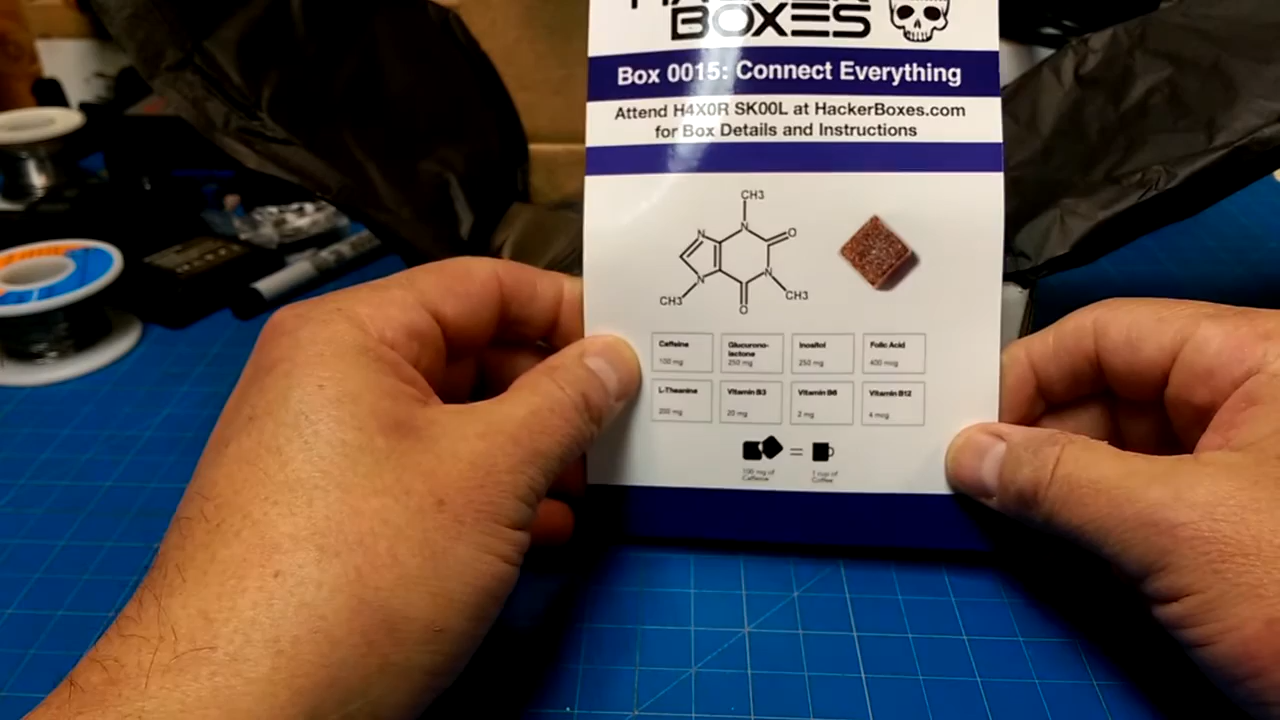 HACKER
BOXES
Box 0015: Connect Everything
Attend H4X0R SK00L at HackerBoxes.com
for Box Details and Instructions
CH3
N
N
O
N
N
CH3
CH3
O
Caffeine
100 mg
Glucurono-
lactone
250 mg
Inositol
250 mg
Folic Acid
400 mcg
L-Theanine
200 mg
Vitamin B3
20 mg
Vitamin B6
2 mg
Vitamin B12
4 mcg
=
100 mg of
Caffeine
1 cup of
Coffee